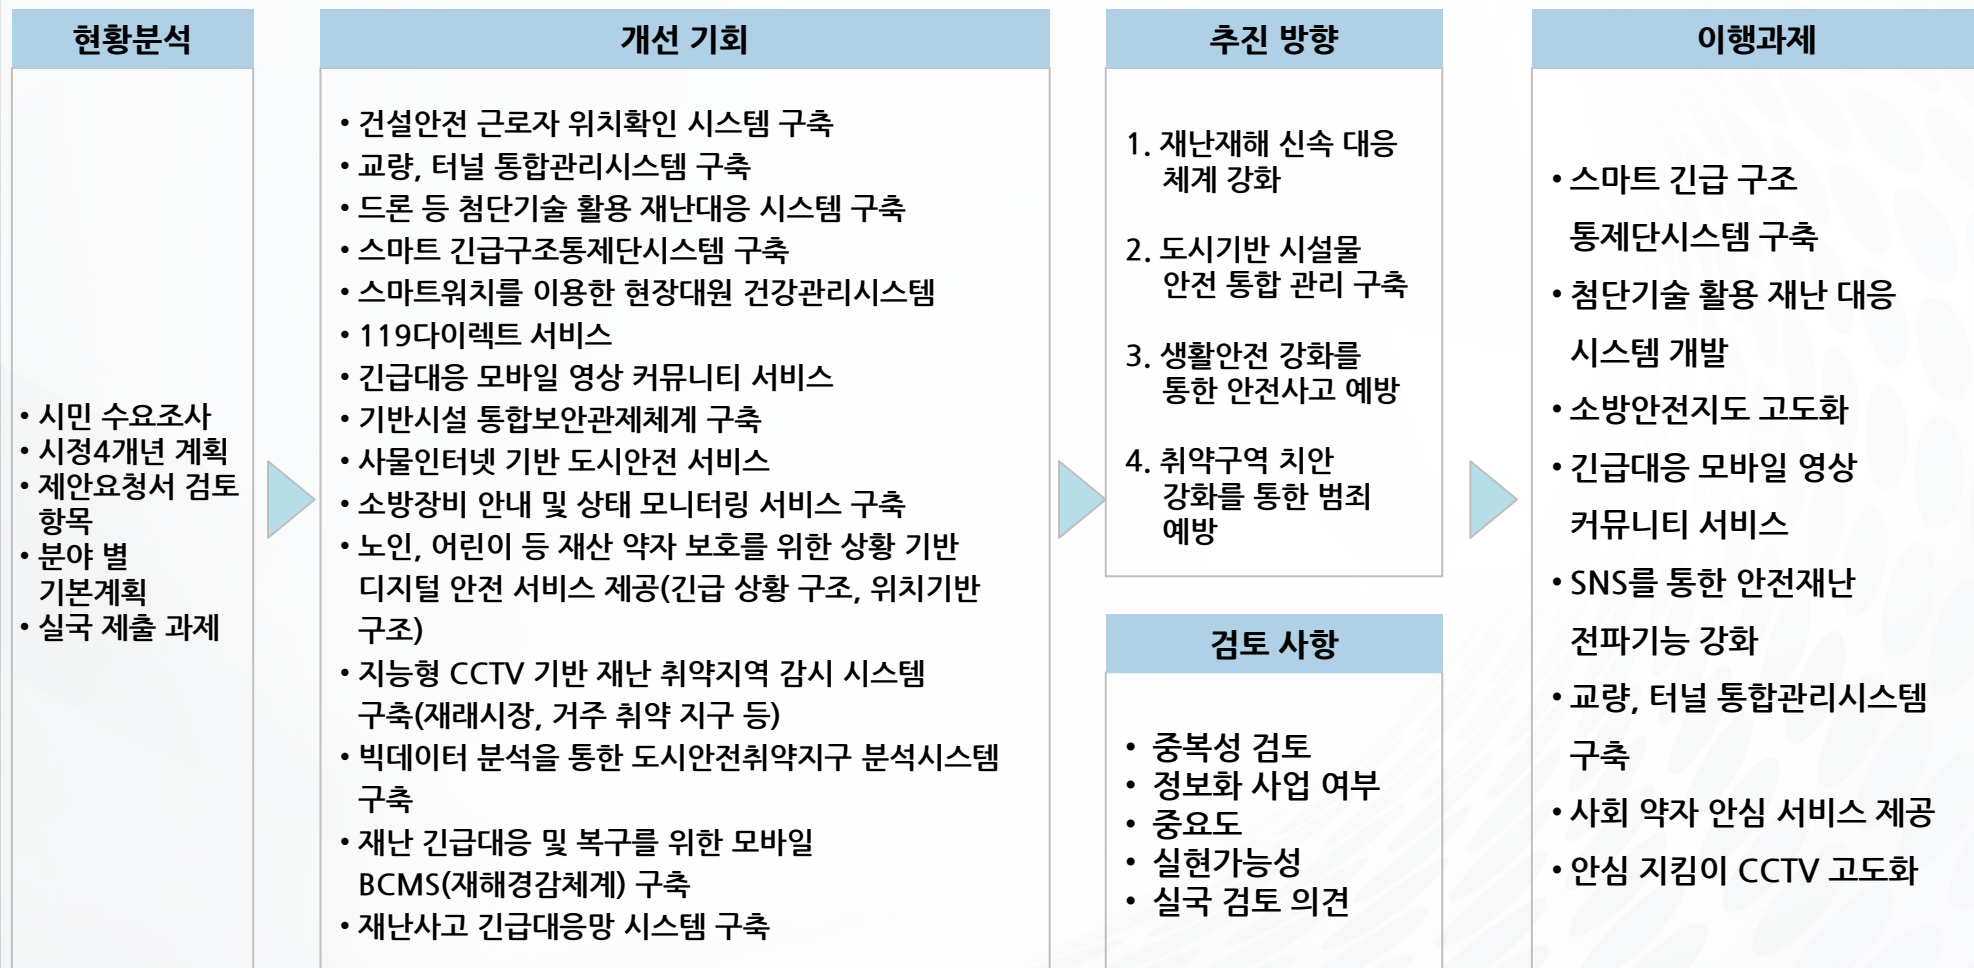 현황분석
• 시민 수요조사
• 시정4개년 계획
• 제안요청서 검토
항목
• 분야 별
기본계획
• 실국 제출 과제
개선 기회
• 건설안전 근로자 위치확인 시스템 구축
• 교량, 터널 통합관리시스템 구축
• 드론 등 첨단기술 활용 재난대응 시스템 구축
• 스마트 긴급구조통제단시스템 구축
• 스마트워치를 이용한 현장대원 건강관리시스템
• 119다이렉트 서비스
• 긴급대응 모바일 영상 커뮤니티 서비스
• 기반시설 통합보안관제체계 구축
• 사물인터넷 기반 도시안전 서비스
• 소방장비 안내 및 상태 모니터링 서비스 구축
• 노인, 어린이 등 재산 약자 보호를 위한 상황 기반
디지털 안전 서비스 제공(긴급 상황 구조, 위치기반
구조)
• 지능형 CCTV 기반 재난 취약지역 감시 시스템
구축(재래시장, 거주 취약 지구 등)
• 빅데이터 분석을 통한 도시안전취약지구 분석시스템
구축
• 재난 긴급대응 및 복구를 위한 모바일
BCMS(재해경감체계) 구축
• 재난사고 긴급대응망 시스템 구축
추진 방향
1. 재난재해 신속 대응
체계 강화
2. 도시기반 시설물
안전 통합 관리 구축
3. 생활안전 강화를
통한 안전사고 예방
4. 취약구역 치안
강화를 통한 범죄
예방
검토 사항
• 중복성 검토
• 정보화 사업 여부
• 중요도
• 실현가능성
• 실국 검토 의견
이행과제
• 스마트 긴급 구조
통제단시스템 구축
• 첨단기술 활용 재난 대응
시스템 개발
• 소방안전지도 고도화
• 긴급대응 모바일 영상
커뮤니티 서비스
• SNS를 통한 안전재난
전파기능 강화
• 교량, 터널 통합관리시스템
구축
• 사회 약자 안심 서비스 제공
• 안심 지킴이 CCTV 고도화